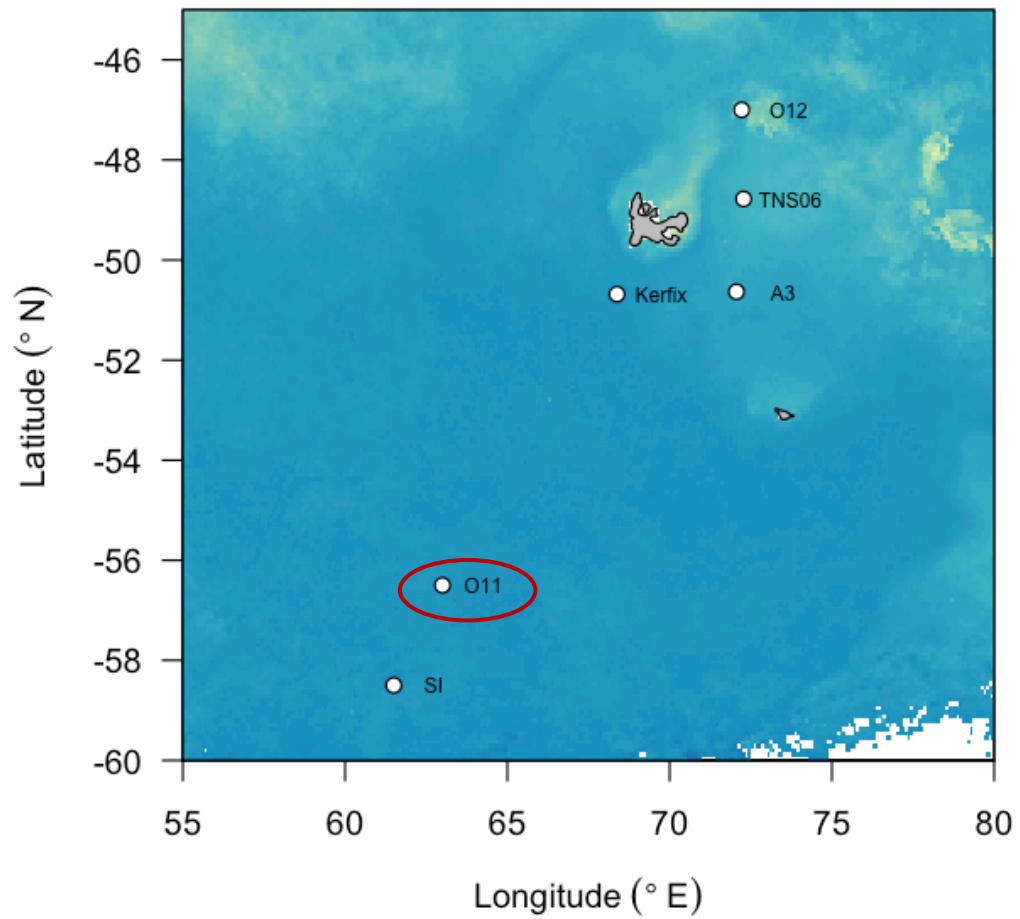 -46
-48
-50
-52
-54
-56
-58
-60
Latitude (° N)
O12
TNS06
Kerfix
A3
O11
SI
55 60 65 70 75 80
Longitude (° E)